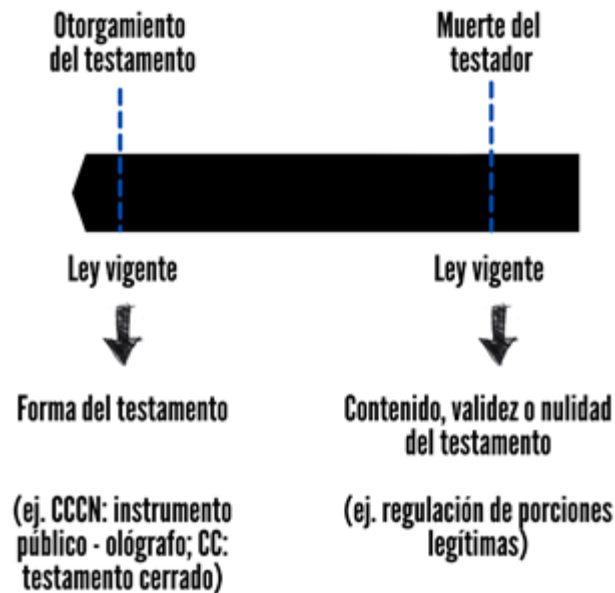 Otorgamiento
del testamento
Muerte del
testador
Ley vigente
Ley vigente
Forma del testamento
Contenido, validez o nulidad
del testamento
(ej. CCCN: instrumento
público - ológrafo; CC:
testamento cerrado)
(ej. regulación de porciones
legítimas)